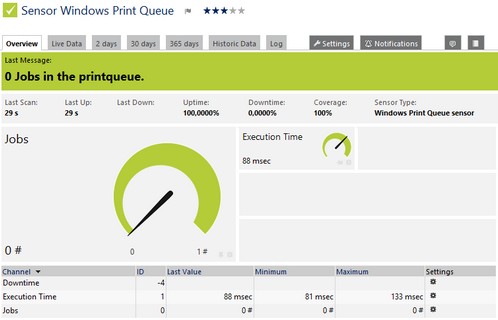 Sensor Windows Print Queue
Overview Live Data 2 days 30 days 365 days Historic Data Log Settings Notifications
Last Message:
0 Jobs in the printqueue.
Last Scan: Last Up: Last Down: Uptime: Downtime: Coverage: Sensor Type:
29 s 29 s 100,0000% 0,0000% 100% Windows Print Queue sensor
Jobs
Execution Time
88 msec
0 #
0 1 #
Channel ID Last Value Minimum Maximum Settings
Downtime -4
Execution Time 1 88 msec 81 msec 133 msec
Jobs 0 0 # 0 # 0 #